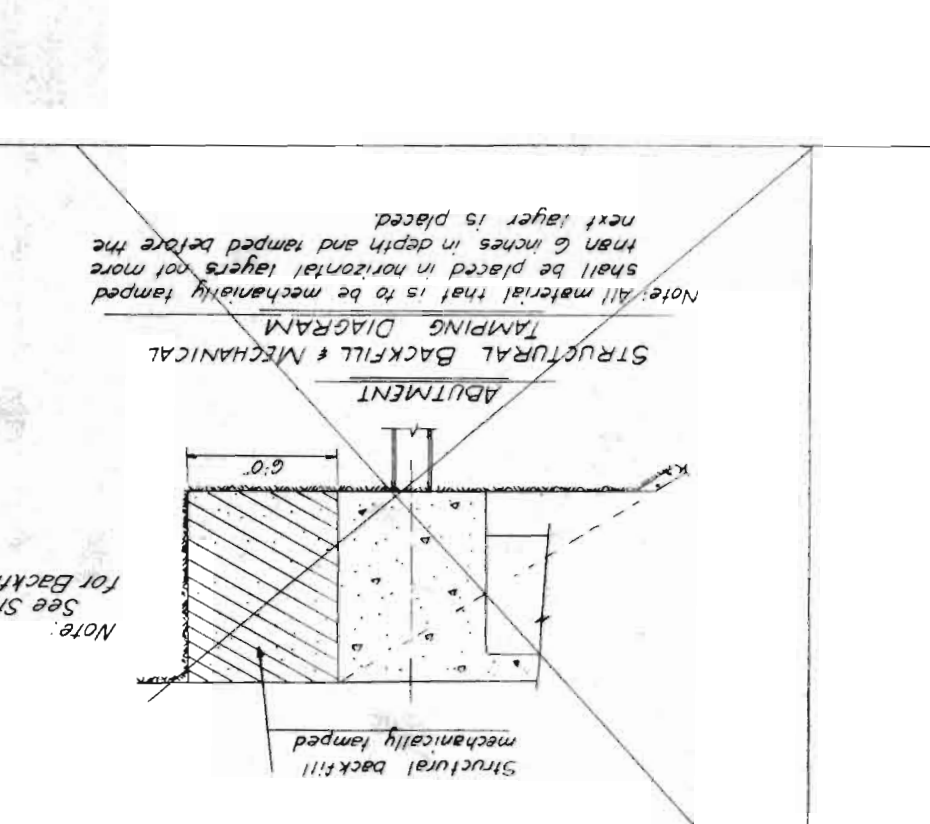 Structural backfill
mechanically tamped
Note:
See
for
6'0"
ABUTMENT
STRUCTURAL BACKFILL & MECHANICAL
TAMPING DIAGRAM
Note: All material that is to be mechanially tamped
shall be placed in horizontal layers not more
than 6 inches in depth and tamped before the
next layer is placed.